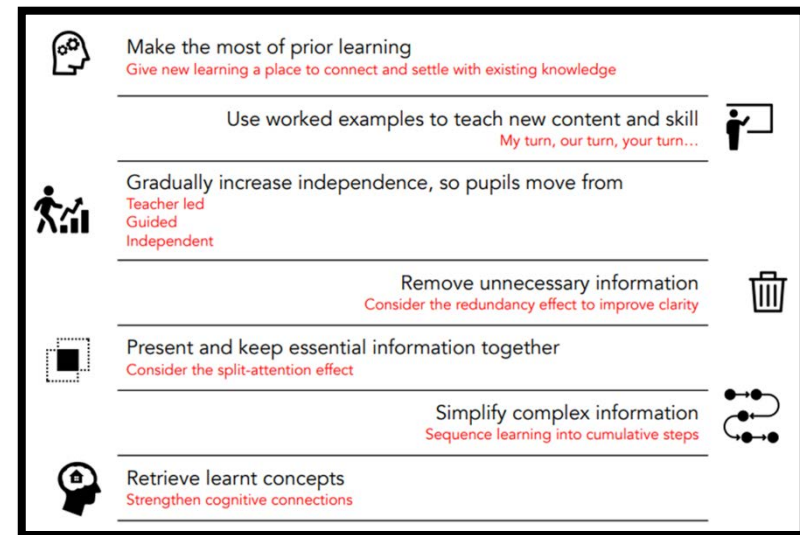 Make the most of prior learning
Give new learning a place to connect and settle with existing knowledge
Use worked examples to teach new content and skill
My turn, our turn, your turn...
Gradually increase independence, so pupils move from
Teacher led
Guided
Independent
Remove unnecessary information
Consider the redundancy effect to improve clarity
Present and keep essential information together
Consider the split-attention effect
Simplify complex information
Sequence learning into cumulative steps
Retrieve learnt concepts
Strengthen cognitive connections